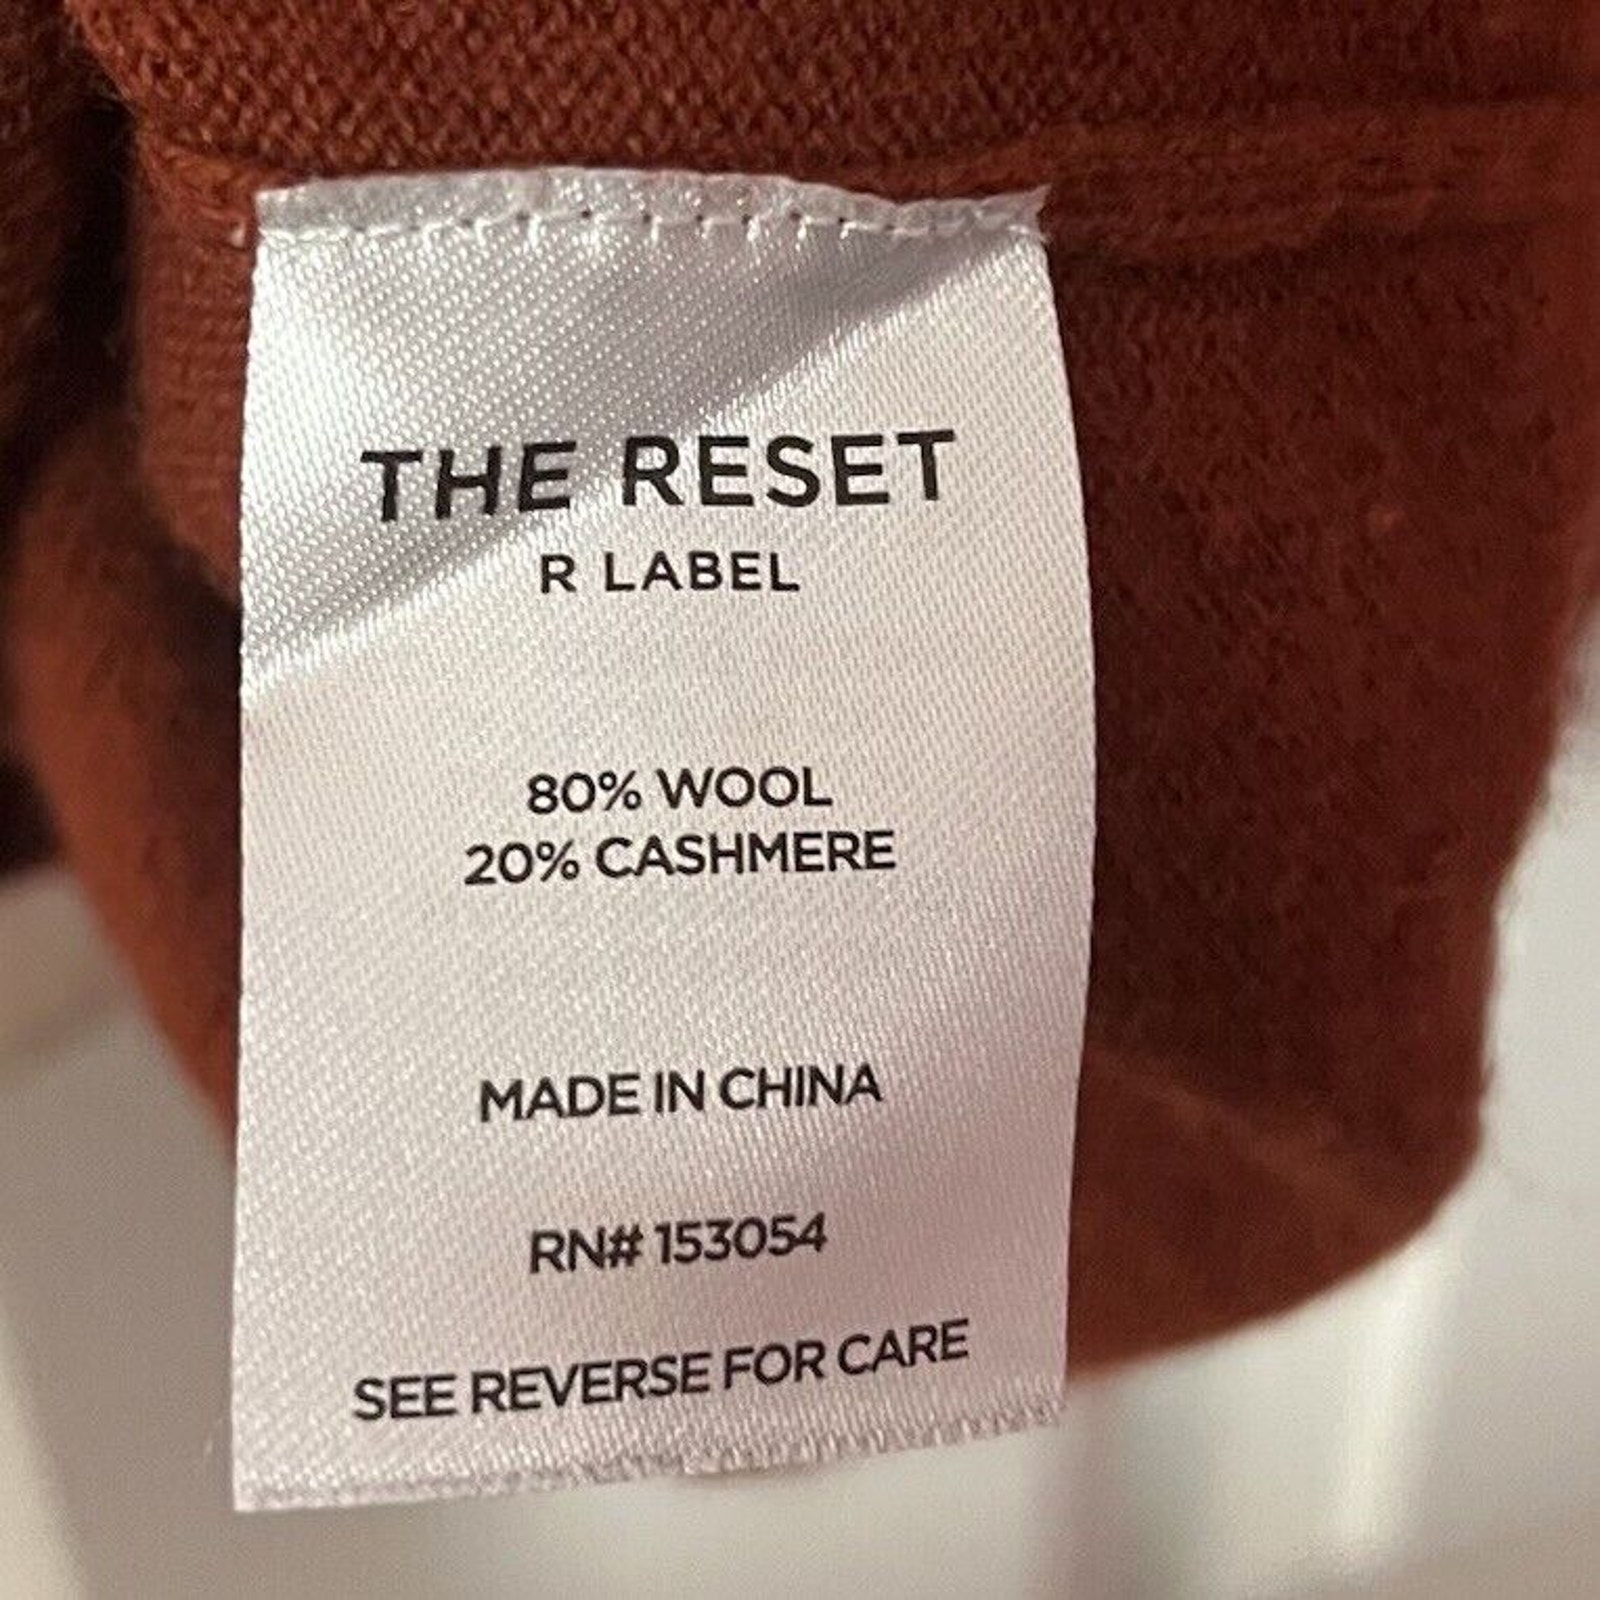 THE RESET
R LABEL
80% WOOL
20% CASHMERE
MADE IN CHINA
RN# 153054
SEE REVERSE FOR CARE